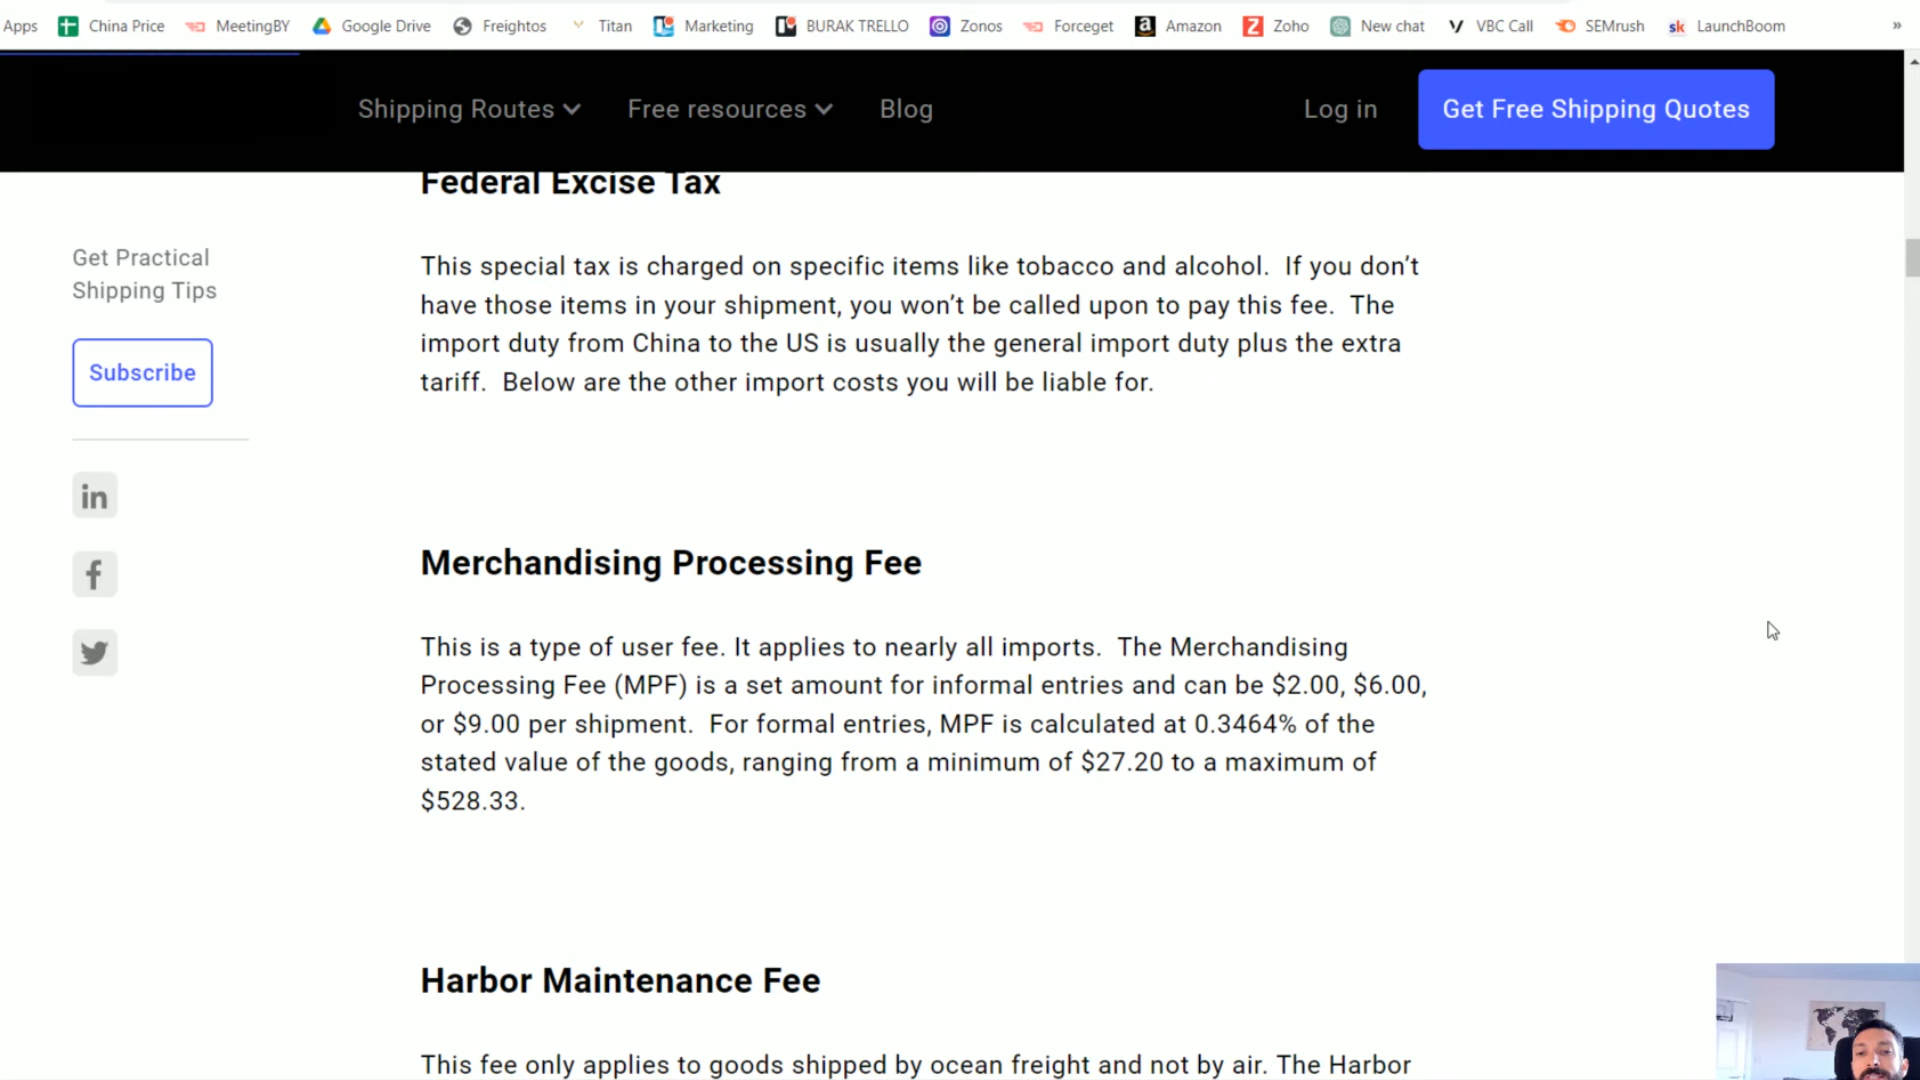 Apps China Price MeetingBY Google Drive Freightos Titan Marketing BURAK TRELLO Zonos Forceget Amazon Zoho New chat VBC Call SEMrush LaunchBoom »
Shipping Routes Free resources Blog Log in Get Free Shipping Quotes
Federal Excise Tax
Get Practical
Shipping Tips
Subscribe
This special tax is charged on specific items like tobacco and alcohol. If you don’t
have those items in your shipment, you won’t be called upon to pay this fee. The
import duty from China to the US is usually the general import duty plus the extra
tariff. Below are the other import costs you will be liable for.
Merchandising Processing Fee
This is a type of user fee. It applies to nearly all imports. The Merchandising
Processing Fee (MPF) is a set amount for informal entries and can be $2.00, $6.00,
or $9.00 per shipment. For formal entries, MPF is calculated at 0.3464% of the
stated value of the goods, ranging from a minimum of $27.20 to a maximum of
$528.33.
Harbor Maintenance Fee
This fee only applies to goods shipped by ocean freight and not by air. The Harbor